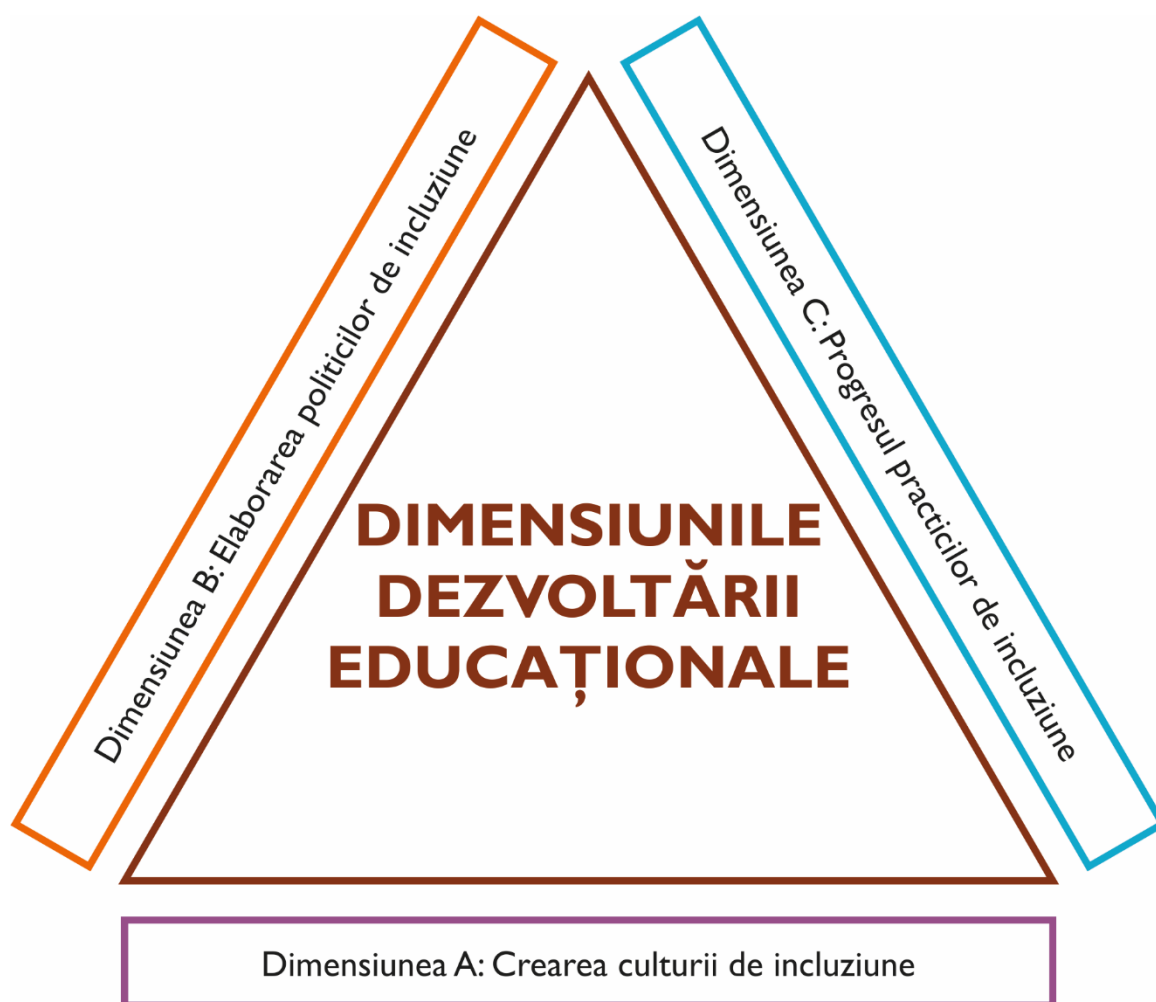 Dimensiunea B: Elaborarea politicilor de incluziune
Dimensiunea C: Progresul practicilor de incluziune
DIMENSIUNILE
DEZVOLTĂRII
EDUCAȚIONALE
Dimensiunea A: Crearea culturii de incluziune